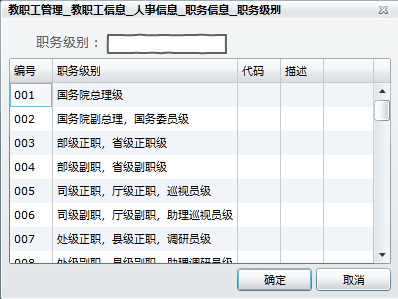 教职工管理_教职工信息_人事信息_职务信息_职务级别
职务级别：
编号 职务级别 代码 描述
001 国务院总理级
002 国务院副总理，国务委员级
003 部级正职，省级正职级
004 部级副职，省级副职级
005 司级正职，厅级正职，巡视员级
006 司级副职，厅级副职，助理巡视员级
007 处级正职，县级正职，调研员级
008 处级副职，县级副职，助理调研员级
确定 取消